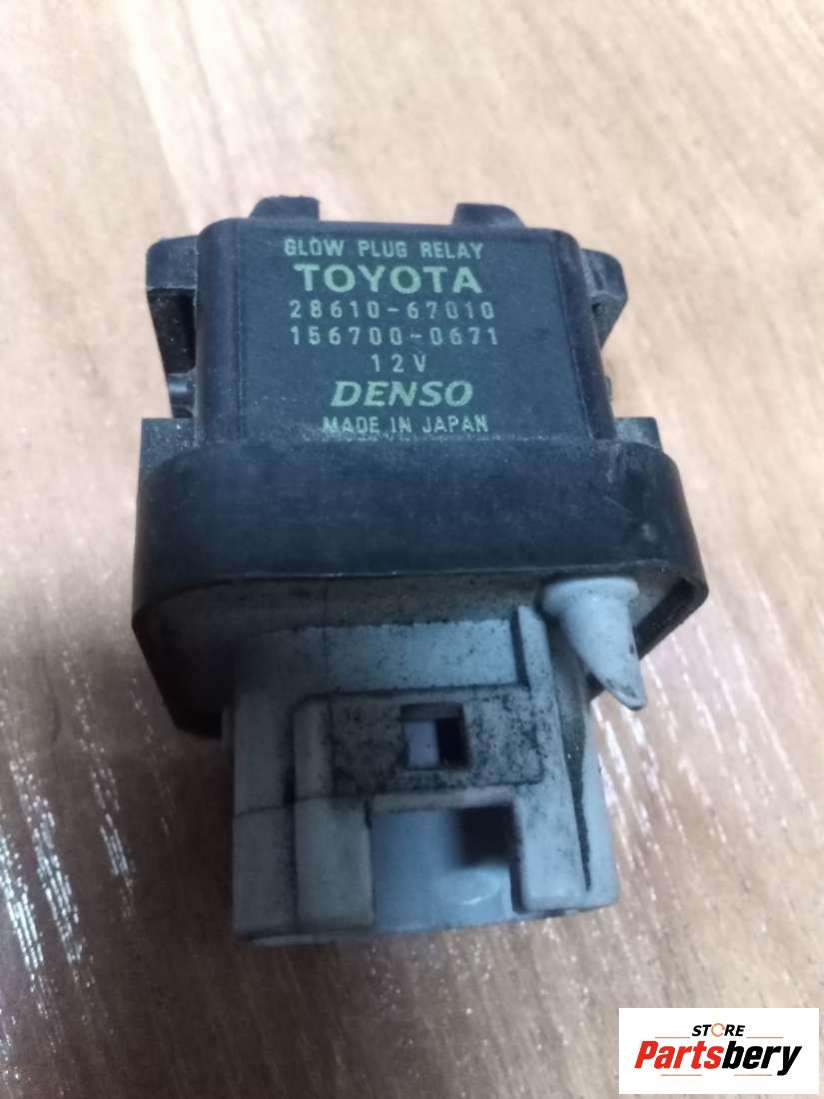 GLOW PLUG RELAY
TOYOTA
28610-67010
156700-0671
12V
DENSO
MADE IN JAPAN
STORE
Partsbery